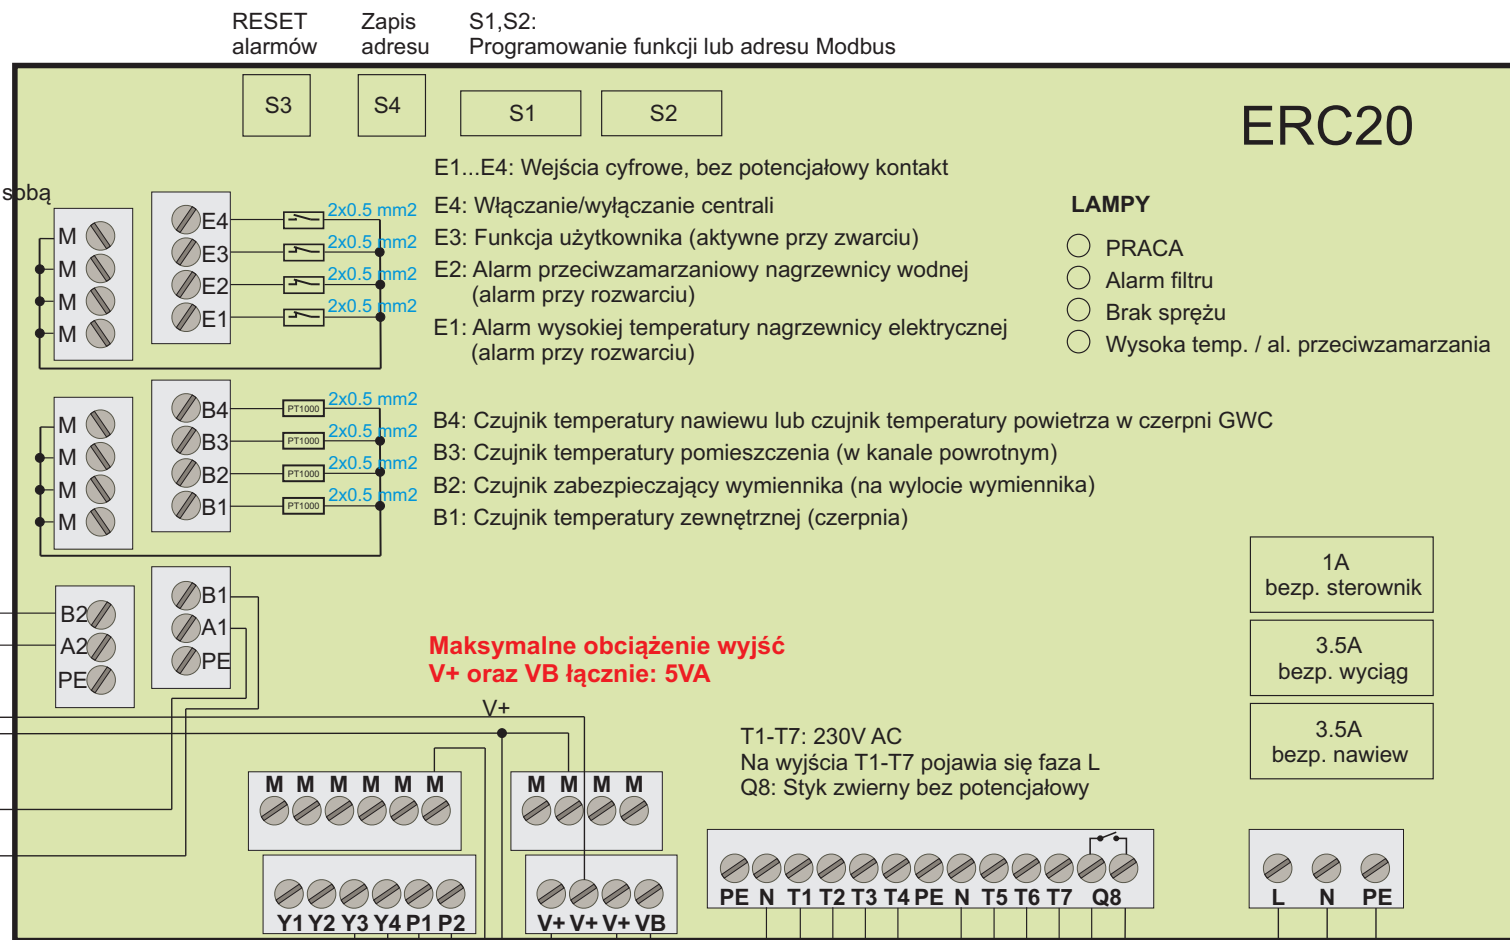 RESET
alarmów
Zapis
adresu
S1,S2:
Programowanie funkcji lub adresu Modbus
S3
S4
S1
S2
ERC20
E1...E4: Wejścia cyfrowe, bez potencjałowy kontakt
sobą
M
M
M
M
E4
E3
E2
E1
2x0.5 mm2
2x0.5 mm2
2x0.5 mm2
2x0.5 mm2
E4: Włączanie/wyłączanie centrali
E3: Funkcja użytkownika (aktywne przy zwarciu)
E2: Alarm przeciwzamarzaniowy nagrzewnicy wodnej
(alarm przy rozwarciu)
E1: Alarm wysokiej temperatury nagrzewnicy elektrycznej
(alarm przy rozwarciu)
LAMPY
PRACA
Alarm filtru
Brak sprężu
Wysoka temp. / al. przeciwzamarzania
M
M
M
M
B4
B3
B2
B1
PT1000
PT1000
PT1000
PT1000
2x0.5 mm2
2x0.5 mm2
2x0.5 mm2
2x0.5 mm2
B4: Czujnik temperatury nawiewu lub czujnik temperatury powietrza w czerpni GWC
B3: Czujnik temperatury pomieszczenia (w kanale powrotnym)
B2: Czujnik zabezpieczający wymiennika (na wylocie wymiennika)
B1: Czujnik temperatury zewnętrznej (czerpnia)
B2
A2
PE
B1
A1
PE
1A
bezp. sterownik
3.5A
bezp. wyciąg
3.5A
bezp. nawiew
Maksymalne obciążenie wyjść
V+ oraz VB łącznie: 5VA
V+
T1-T7: 230V AC
Na wyjścia T1-T7 pojawia się faza L
Q8: Styk zwierny bez potencjałowy
M M M M M M
M M M M
Y1 Y2 Y3 Y4 P1 P2
V+ V+ V+ VB
PE N T1 T2 T3 T4 PE N T5 T6 T7 Q8
L N PE